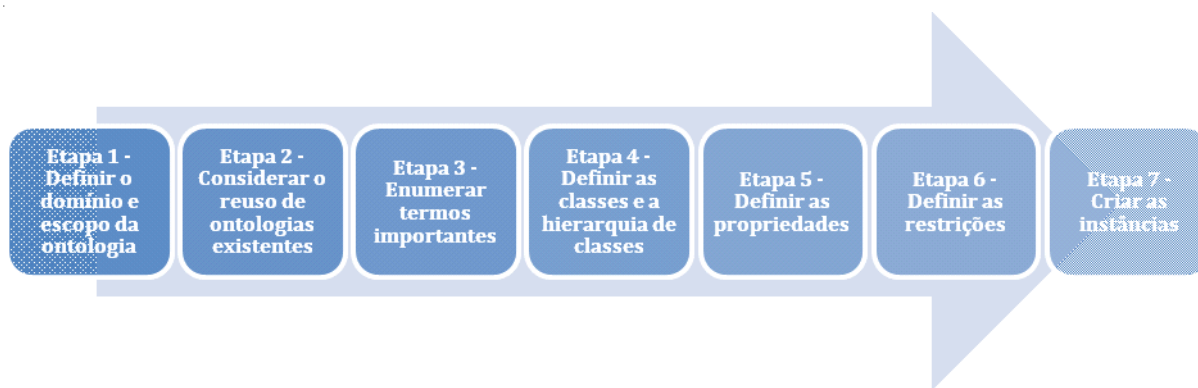 Etapa 1 -
Definir o
domínio e
escopo da
ontologia
Etapa 2 -
Considerar o
reuso de
ontologias
existentes
Etapa 3 -
Enumerar
termos
importantes
Etapa 4 -
Definir as
classes e a
hierarquia de
classes
Etapa 5 -
Definir as
propriedades
Etapa 6 -
Definir as
restrições
Etapa 7 -
Criar as
instâncias